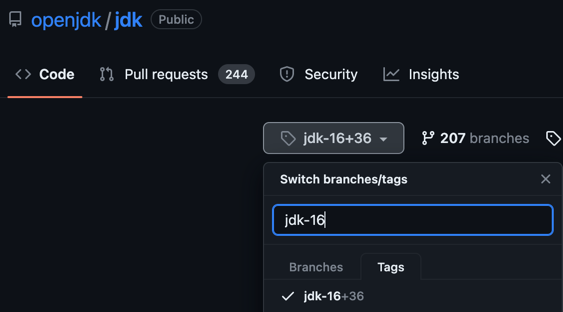 openjdk / jdk Public
Code Pull requests 244 Security Insights
jdk-16+36 207 branches
Switch branches/tags
jdk-16
Branches Tags
jdk-16+36